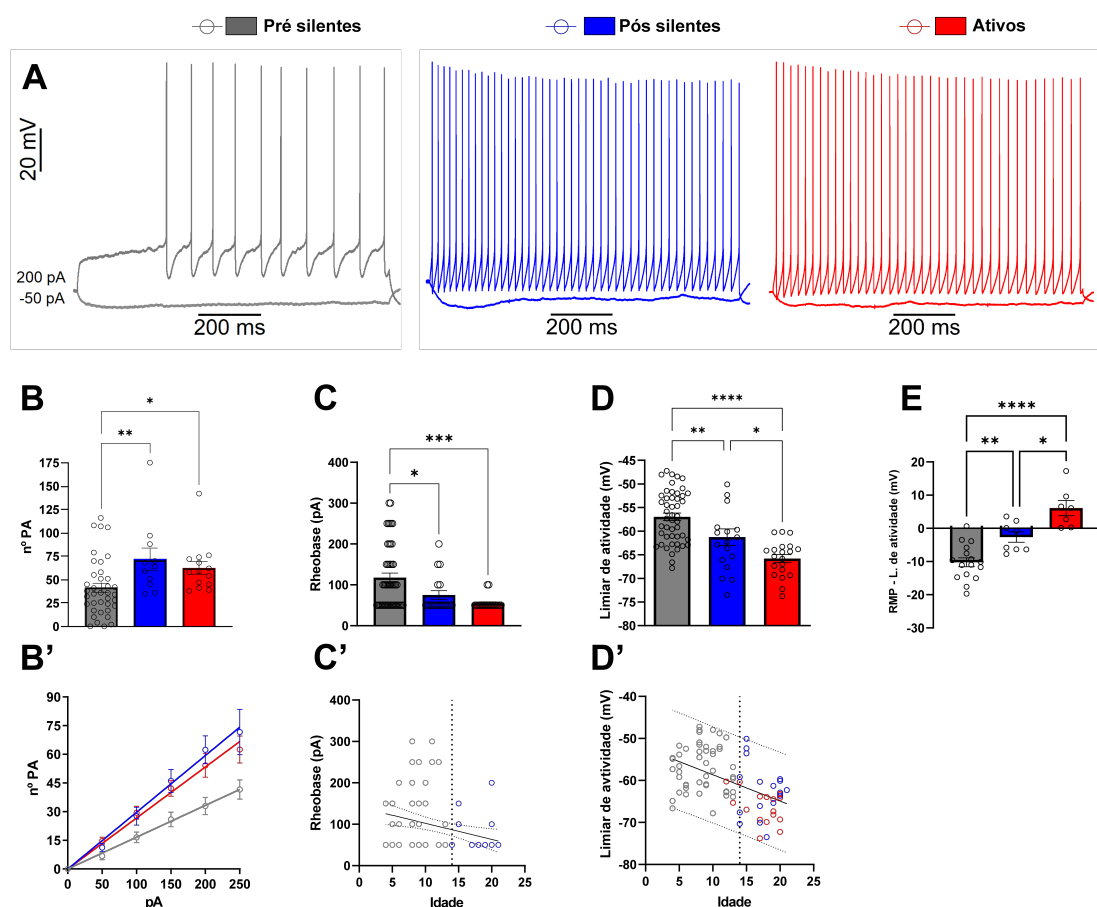 Pré silentes
Pós silentes
Ativos
A
20 mV
200 pA
-50 pA
200 ms
200 ms
200 ms
B
*
**
nº PA
175
150
125
100
75
50
25
0
C
***
*
Rheobase (pA)
400
300
200
100
0
D
****
**
*
Limiar de atividade (mV)
-45
-50
-55
-60
-65
-70
-75
-80
E
****
**
*
RMP - L. de atividade (mV)
20
10
0
-10
-20
-30
B’
nº PA
90
75
60
45
30
15
0
0 50 100 150 200 250
pA
C’
Rheobase (pA)
400
300
200
100
0
0 5 10 15 20 25
Idade
D’
Limiar de avtividade (mV)
-40
-50
-60
-70
-80
0 5 10 15 20 25
Idade